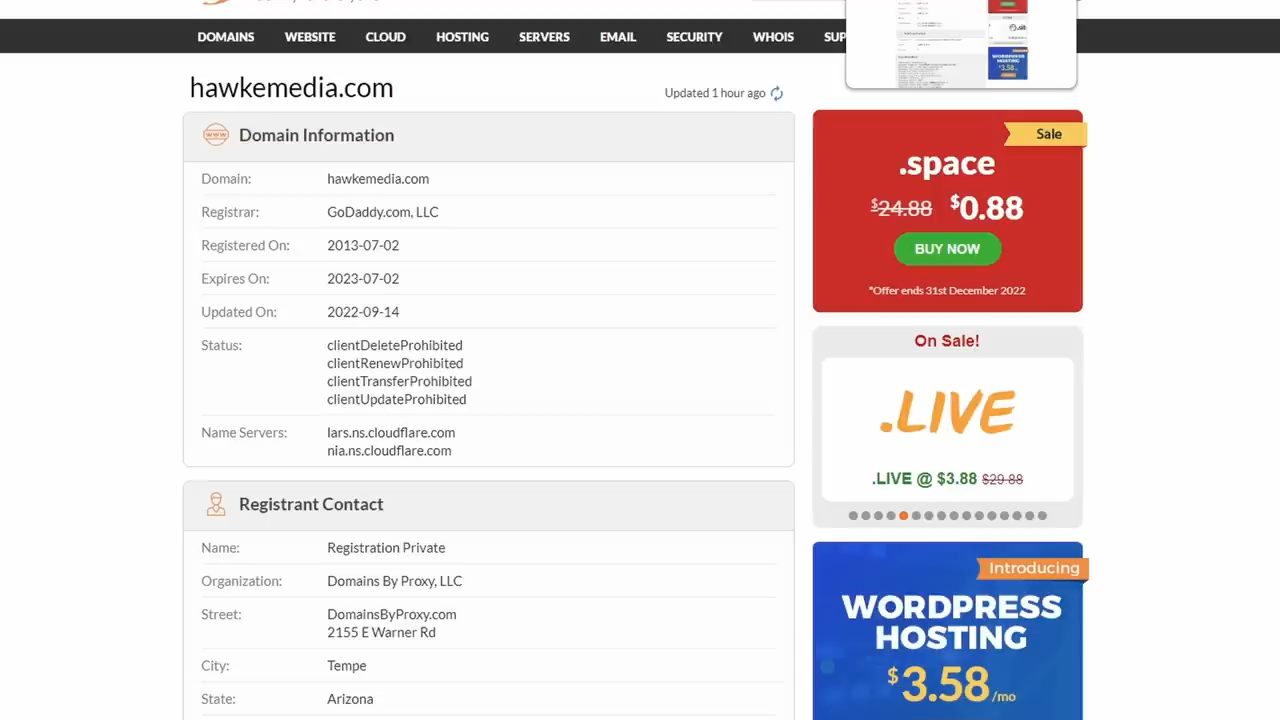 CLOUD HOSTING SERVERS EMAIL SECURITY WHOIS SUP
hawkemedia.com
Updated 1 hour ago
Domain Information
Domain: hawkemedia.com
Registrar: GoDaddy.com, LLC
Registered On: 2013-07-02
Expires On: 2023-07-02
Updated On: 2022-09-14
Status: clientDeleteProhibited
clientRenewProhibited
clientTransferProhibited
clientUpdateProhibited
Name Servers: lars.ns.cloudflare.com
nia.ns.cloudflare.com
Registrant Contact
Name: Registration Private
Organization: Domains By Proxy, LLC
Street: DomainsByProxy.com
2155 E Warner Rd
City: Tempe
State: Arizona
WORDPRESS
HOSTING
$3.58
Sale
.space
$24.88 $0.88
BUY NOW
*Offer ends 31st December 2022
On Sale!
.LIVE
.LIVE @ $3.88 $29.88
Introducing
WORDPRESS
HOSTING
$3.58/mo